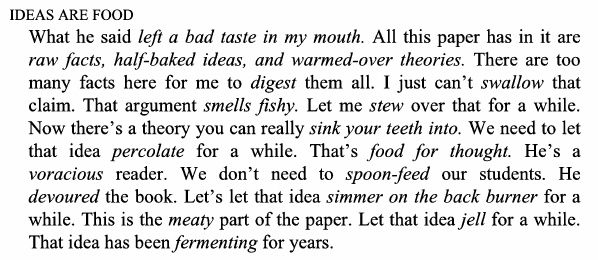 IDEAS ARE FOOD
What he said left a bad taste in my mouth. All this paper has in it are
raw facts, half-baked ideas, and warmed-over theories. There are too
many facts here for me to digest them all. I just can’t swallow that
claim. That argument smells fishy. Let me stew over that for a while.
Now there’s a theory you can really sink your teeth into. We need to let
that idea percolate for a while. That’s food for thought. He’s a
voracious reader. We don’t need to spoon-feed our students. He
devoured the book. Let’s let that idea simmer on the back burner for a
while. This is the meaty part of the paper. Let that idea jell for a while.
That idea has been fermenting for years.